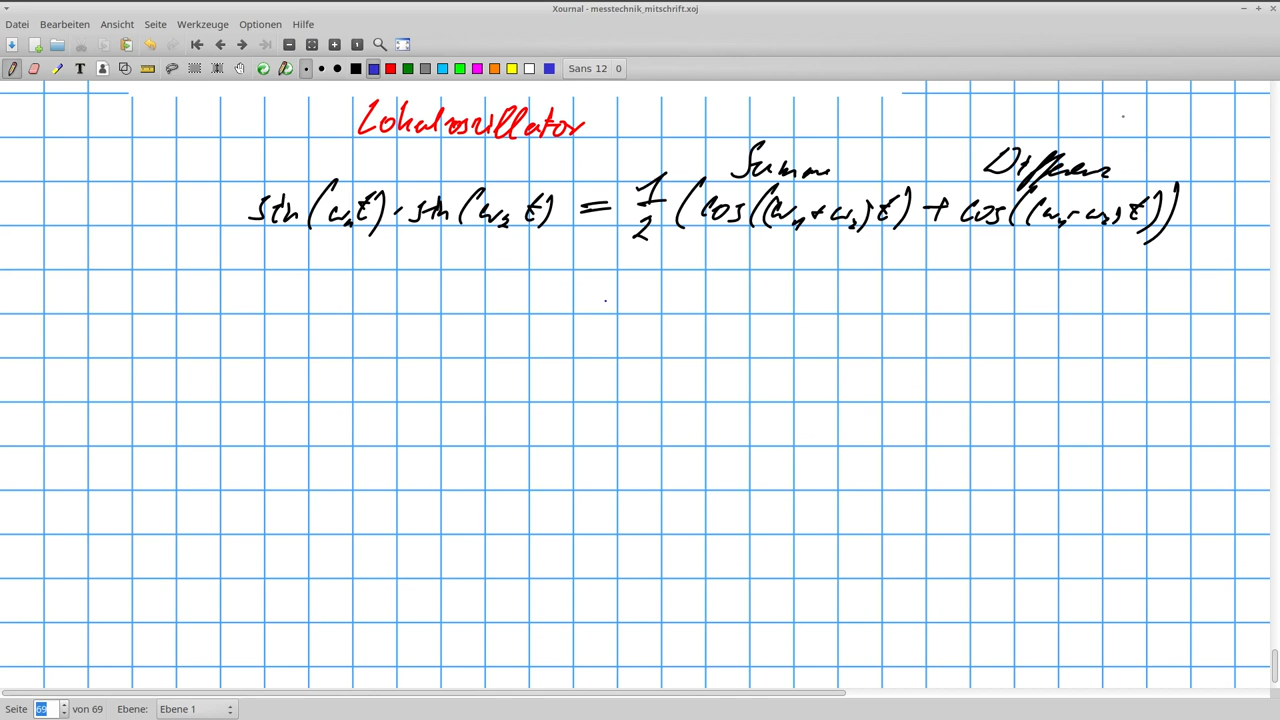 Xournal - messtechnik_mitschrift.xoj
Datei Bearbeiten Ansicht Seite Werkzeuge Optionen Hilfe
Sans 12 0
Lokaloszillator
Summe Differenz
sin(ω₁t) · sin(ω₂t) = 1/2 (cos((ω₁+ω₂)t) + cos((ω₁-ω₂)t))
Seite 69 von 69 Ebene: Ebene 1